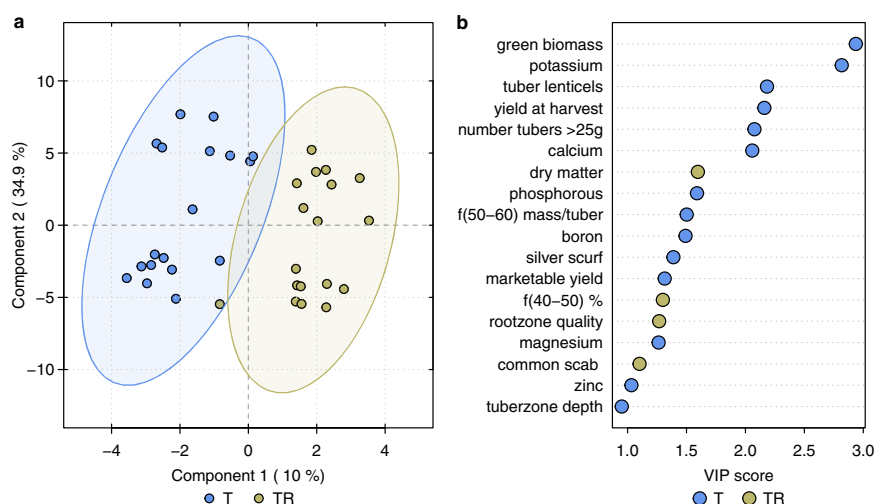 a
10
5
0
−5
−10
Component 2 ( 34.9 %)
−4
−2
0
2
4
Component 1 ( 10 %)
T
TR
b
green biomass
potassium
tuber lenticels
yield at harvest
number tubers >25g
calcium
dry matter
phosphorous
f(50−60) mass/tuber
boron
silver scurf
marketable yield
f(40−50) %
rootzone quality
magnesium
common scab
zinc
tuberzone depth
1.0
1.5
2.0
2.5
3.0
VIP score
T
TR